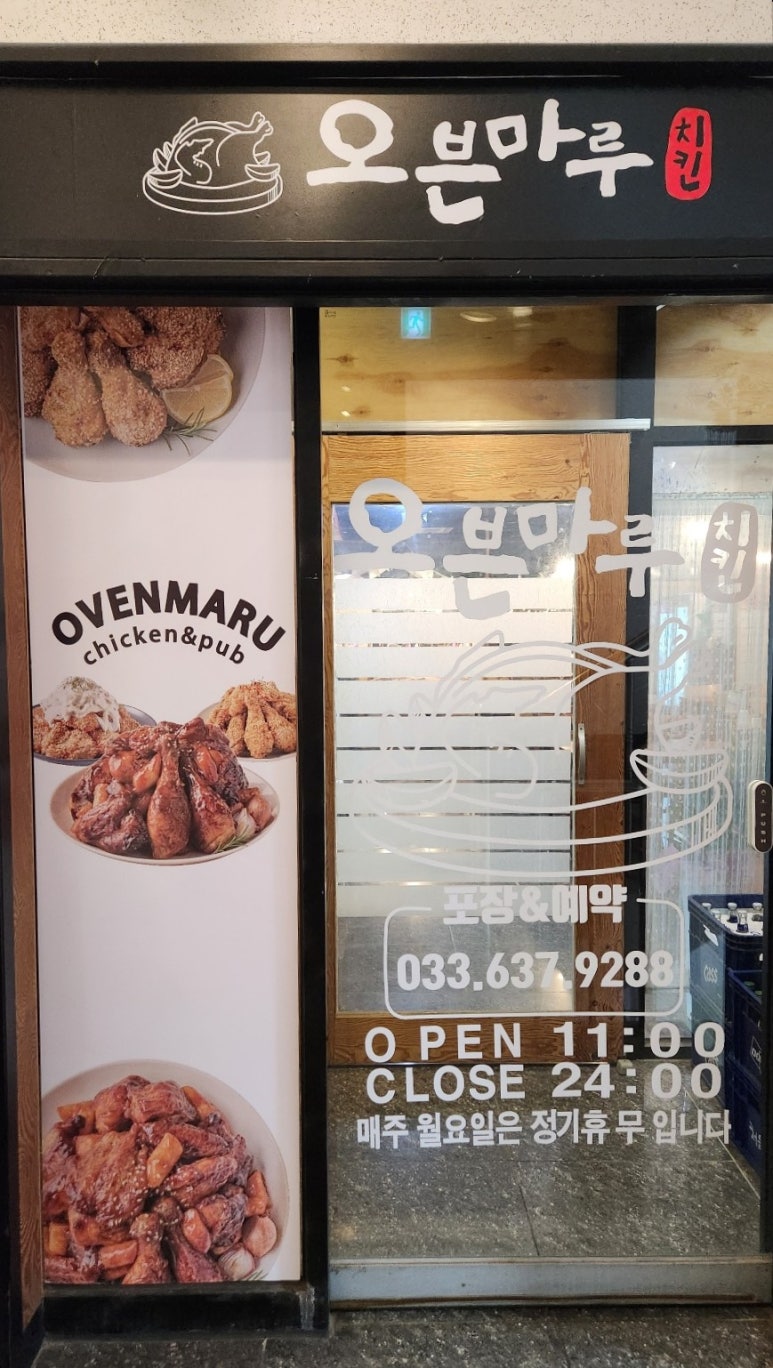 오븐마루 치킨
OVENMARU
chicken&pub
오븐마루 치킨
포장&예약
033.637.9288
OPEN 11:00
CLOSE 24:00
매주 월요일은 정기휴무 입니다
cass